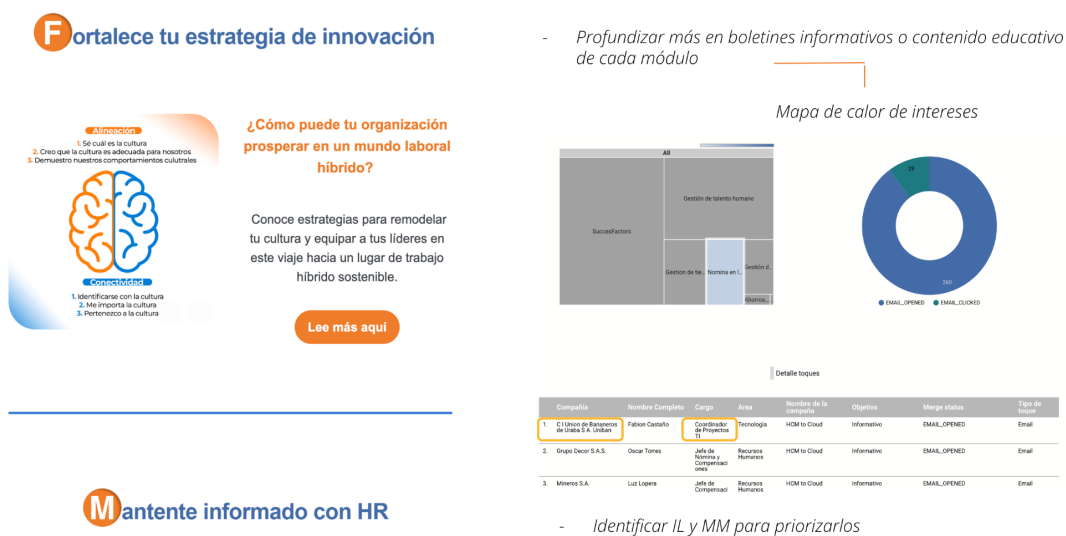 Fortalece tu estrategia de innovación
Alineación
1. Sé cuál es la cultura
2. Creo que la cultura es adecuada para nosotros
3. Demuestro nuestros comportamientos culutrales
Conectividad
1. Identificarse con la cultura
2. Me importa la cultura
3. Pertenezco a la cultura
¿Cómo puede tu organización
prosperar en un mundo laboral
híbrido?
Conoce estrategias para remodelar
tu cultura y equipar a tus líderes en
este viaje hacia un lugar de trabajo
híbrido sostenible.
Lee más aquí
Mantente informado con HR
- Profundizar más en boletines informativos o contenido educativo
de cada módulo
Mapa de calor de intereses
All
SuccesFactors
Gestión de talento humano
Gestion de tie...
Nomina en l...
Gestión d...
Ahorros...
29
260
EMAIL_OPENED EMAIL_CLICKED
Detalle toques
Compañía Nombre Completo Cargo Area Nombre de la campaña Objetivo Merge status Tipo de toque
1. C I Union de Bananeros de Uraba S.A. Uniban Fabion Castaño Coordinador de Proyectos TI Tecnología HCM to Cloud Informativo EMAIL_OPENED Email
2. Grupo Decor S.A.S. Oscar Torres Jefe de Nómina y Compensaci ones Recursos Humanos HCM to Cloud Informativo EMAIL_OPENED Email
3. Mineros S.A. Luz Lopera Jefe de Compensaci Recursos Humanos HCM to Cloud Informativo EMAIL_OPENED Email
- Identificar IL y MM para priorizarlos